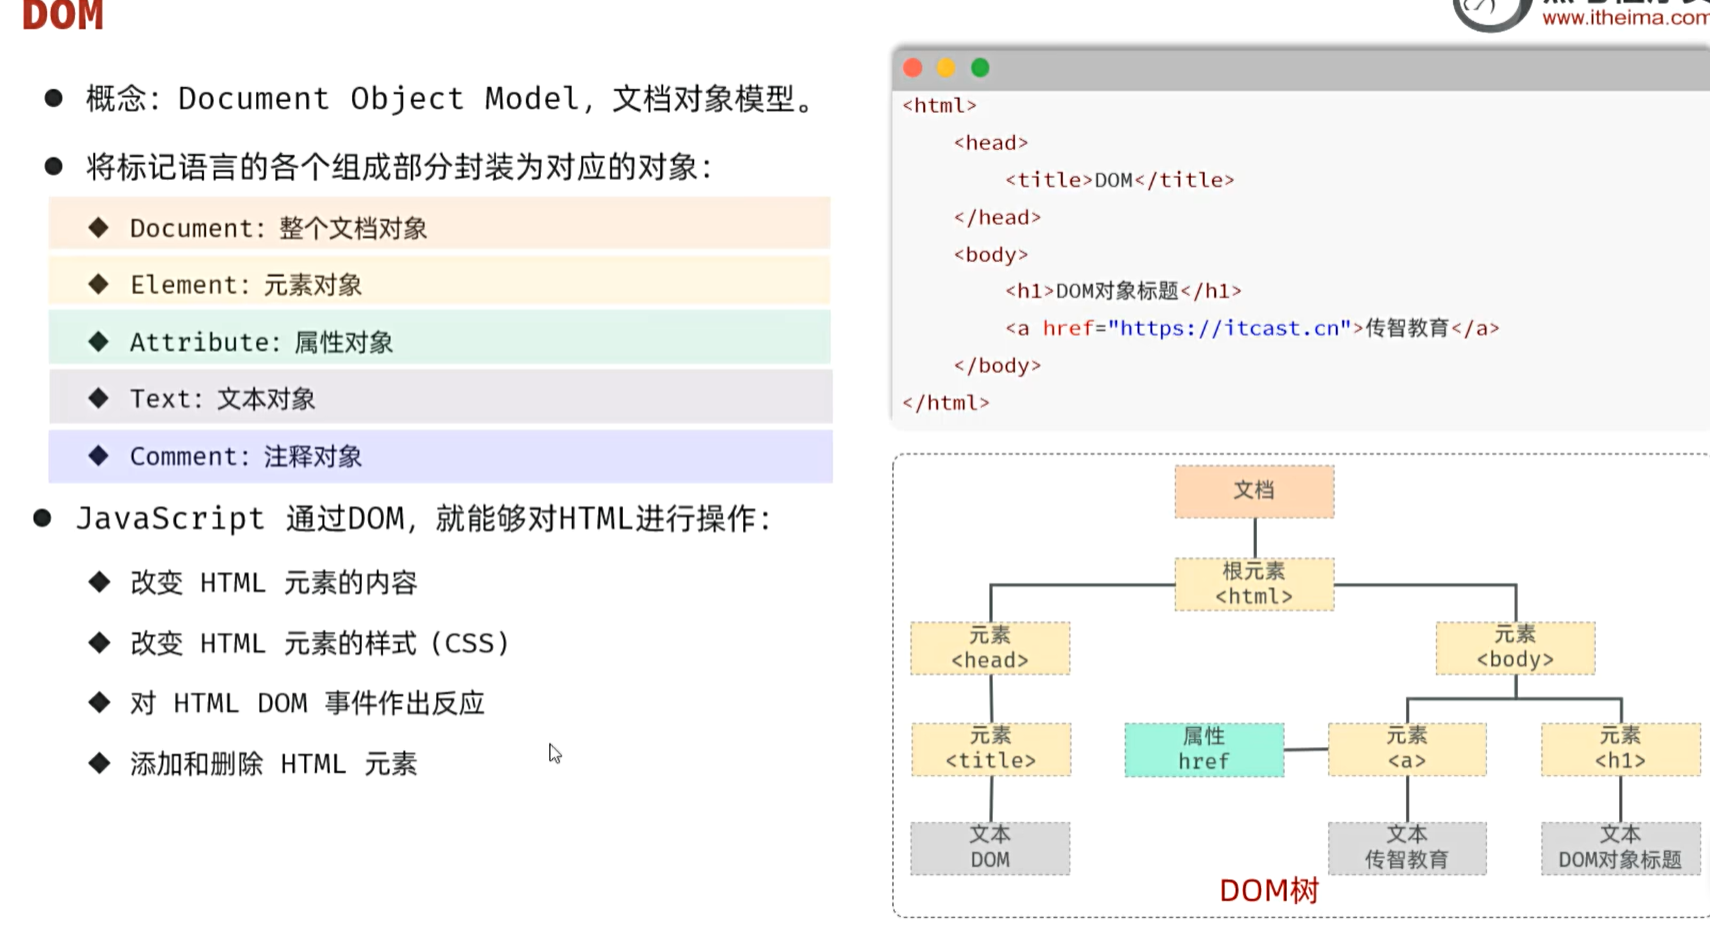 DOM
www.itheima.com
概念：Document Object Model，文档对象模型。
将标记语言的各个组成部分封装为对应的对象：
Document：整个文档对象
Element：元素对象
Attribute：属性对象
Text：文本对象
Comment：注释对象
JavaScript 通过DOM，就能够对HTML进行操作：
改变 HTML 元素的内容
改变 HTML 元素的样式（CSS）
对 HTML DOM 事件作出反应
添加和删除 HTML 元素
<html>
<head>
<title>DOM</title>
</head>
<body>
<h1>DOM对象标题</h1>
<a href="https://itcast.cn">传智教育</a>
</body>
</html>
文档
根元素
<html>
元素
<head>
元素
<body>
元素
<title>
属性
href
元素
<a>
元素
<h1>
文本
DOM
文本
传智教育
文本
DOM对象标题
DOM树